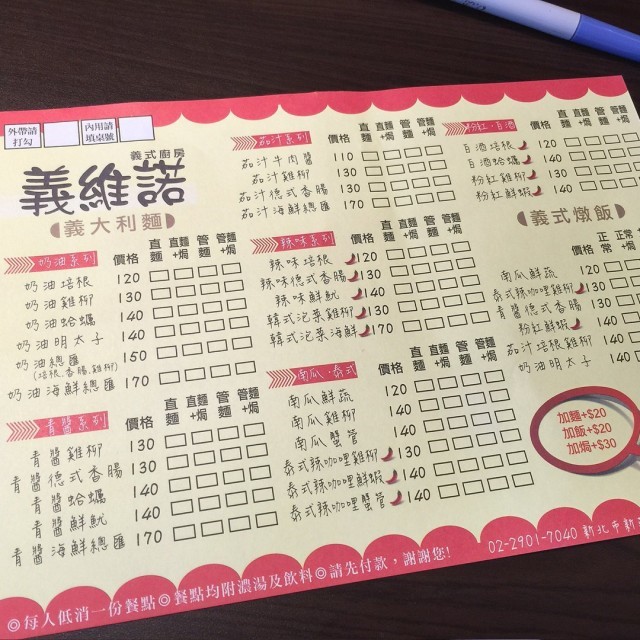 外帶請打勾
內用請填桌號
義式廚房
義維諾
義大利麵
奶油系列 價格 直麵 直麵+焗 管麵 管麵+焗
奶油培根 120
奶油雞柳 130
奶油蛤蠣 140
奶油明太子 140
奶油總匯 150
(培根.香腸.雞柳)
奶油海鮮總匯 170
青醬系列 價格 直麵 直麵+焗 管麵 管麵+焗
青醬雞柳 130
青醬德式香腸 130
青醬蛤蠣 140
青醬鮮魷 140
青醬海鮮總匯 170
茄汁系列 價格 直麵 直麵+焗 管麵 管麵+焗
茄汁牛肉醬 110
茄汁雞柳 130
茄汁德式香腸 130
茄汁海鮮總匯 170
辣味系列 價格 直麵 直麵+焗 管麵 管麵+焗
辣味培根 120
辣味德式香腸 130
辣味鮮魷 140
韓式泡菜雞柳 130
韓式泡菜海鮮 170
南瓜.泰式 價格 直麵 直麵+焗 管麵 管麵+焗
南瓜鮮蔬 120
南瓜雞柳 130
南瓜蟹管 140
泰式辣咖哩雞柳 130
泰式辣咖哩鮮蝦 140
泰式辣咖哩蟹管 140
粉紅.白酒 價格 直麵 直麵+焗 管麵 管麵+焗
白酒培根 120
白酒蛤蠣 140
粉紅雞柳 130
粉紅鮮蝦 140
義式燉飯
價格 正常 正常+焗
南瓜鮮蔬 120
泰式辣咖哩雞柳 130
青醬德式香腸 130
粉紅鮮蝦 140
茄汁培根雞柳 140
奶油明太子 140
加麵+$20
加飯+$20
加焗+$30
02-2901-7040 新北市新
◎每人低消一份餐點◎餐點均附濃湯及飲料◎請先付款，謝謝您!